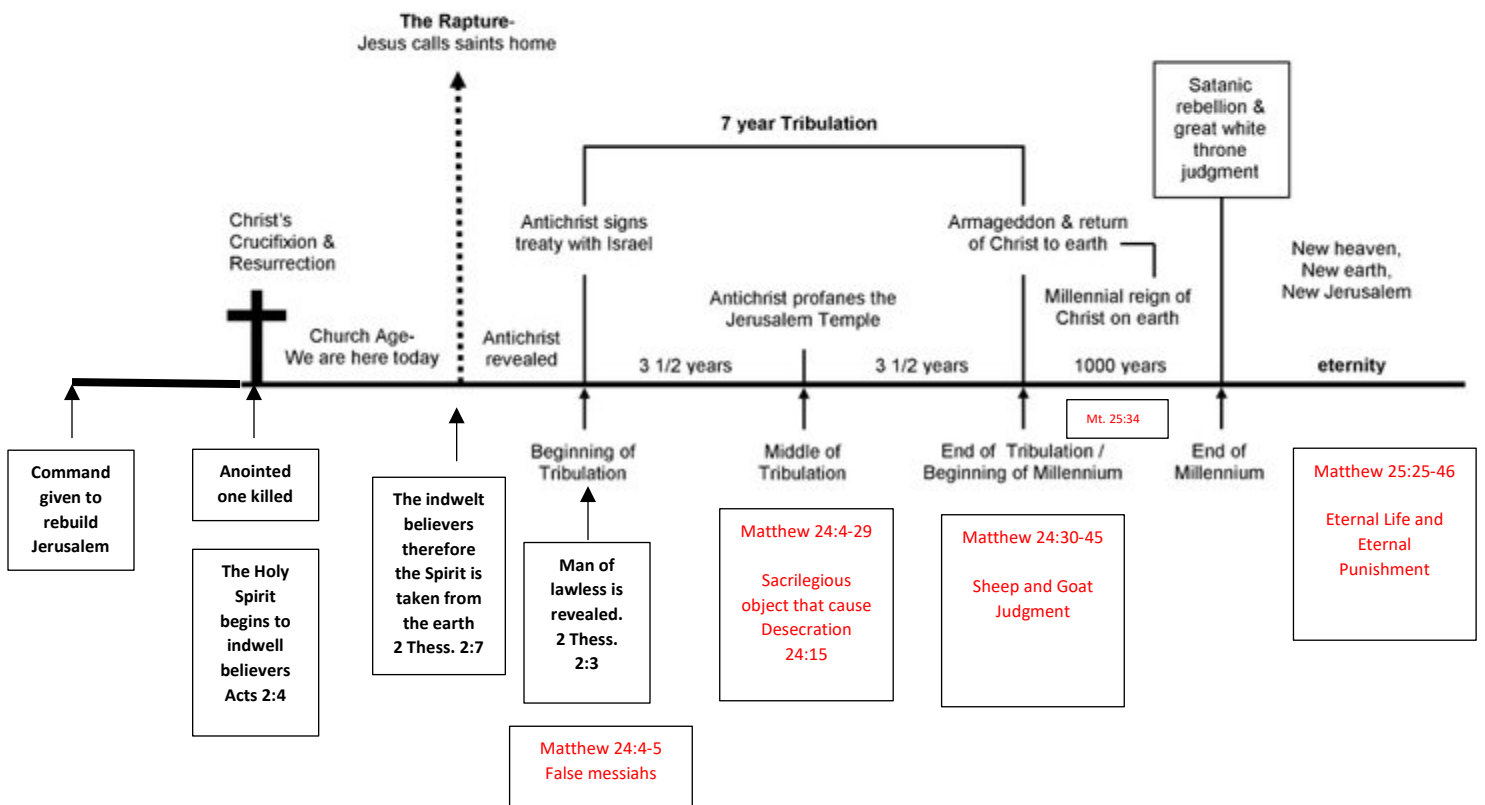 The Rapture-
Jesus calls saints home
7 year Tribulation
Satanic
rebellion &
great white
throne
judgment
Christ's
Crucifixion &
Resurrection
Antichrist signs
treaty with Israel
Armageddon & return
of Christ to earth
New heaven,
New earth,
New Jerusalem
Antichrist profanes the
Jerusalem Temple
Millennial reign of
Christ on earth
Church Age-
We are here today
Antichrist
revealed
3 1/2 years
3 1/2 years
1000 years
eternity
Mt. 25:34
Beginning of
Tribulation
Middle of
Tribulation
End of Tribulation /
Beginning of Millennium
End of
Millennium
Command
given to
rebuild
Jerusalem
Anointed
one killed
The Holy
Spirit
begins to
indwell
believers
Acts 2:4
The indwelt
believers
therefore
the Spirit is
taken from
the earth
2 Thess. 2:7
Man of
lawless is
revealed.
2 Thess.
2:3
Matthew 24:4-5
False messiahs
Matthew 24:4-29
Sacrilegious
object that cause
Desecration
24:15
Matthew 24:30-45
Sheep and Goat
Judgment
Matthew 25:25-46
Eternal Life and
Eternal
Punishment